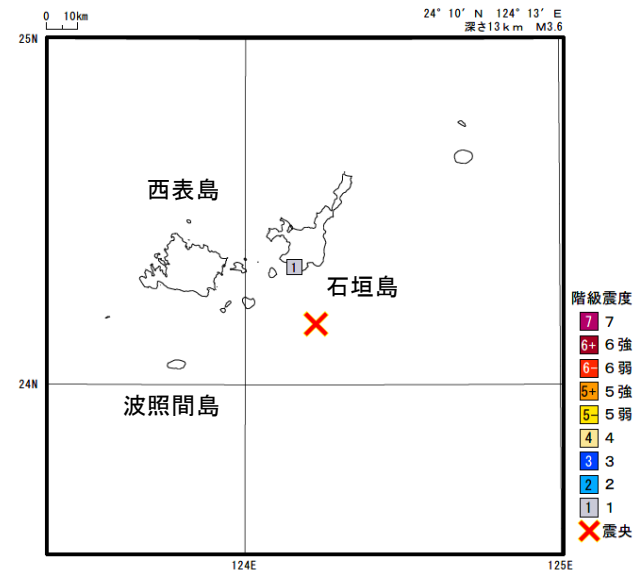 0 10km
24° 10′ N 124° 13′ E
深さ13km M3.6
25N
西表島
1
石垣島
階級震度
7 7
6+ 6強
24N
6- 6弱
5+ 5強
波照間島
5- 5弱
4 4
3 3
2 2
1 1
震央
124E
125E